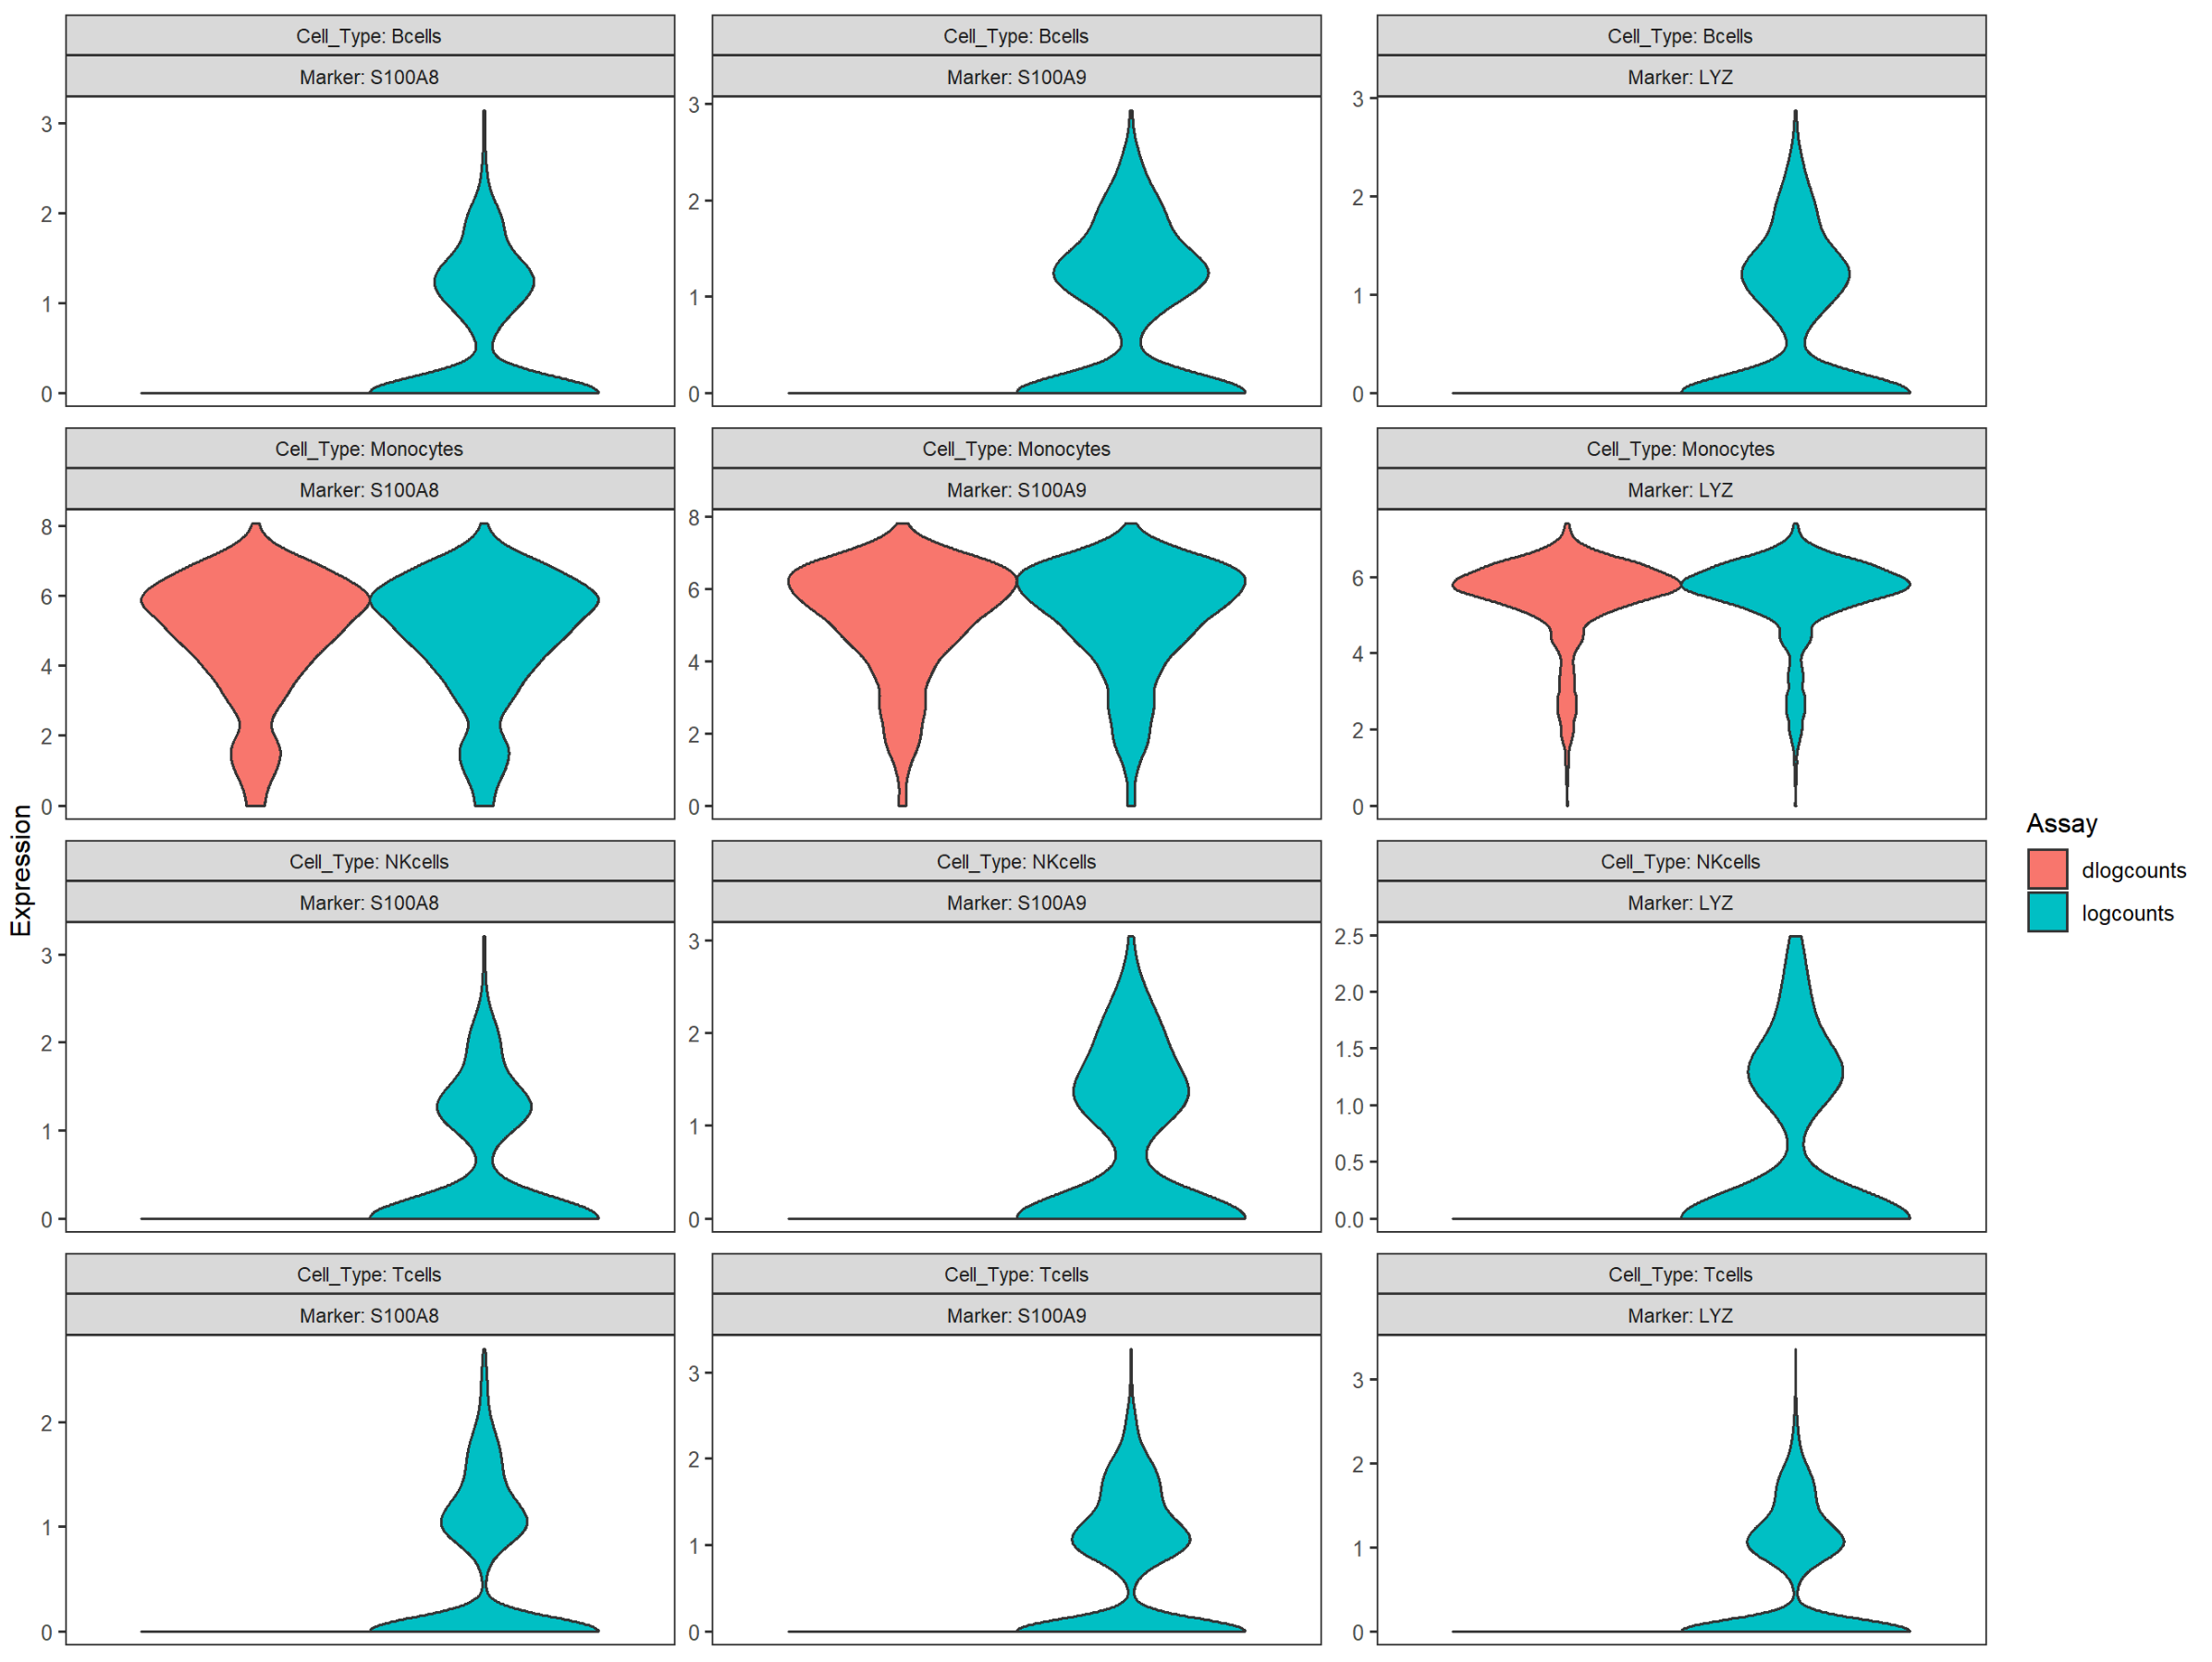 Cell_Type: Bcells
Cell_Type: Bcells
Cell_Type: Bcells
Marker: S100A8
Marker: S100A9
Marker: LYZ
3
2
1
0
3
2
1
0
3
2
1
0
Cell_Type: Monocytes
Cell_Type: Monocytes
Cell_Type: Monocytes
Marker: S100A8
Marker: S100A9
Marker: LYZ
8
6
4
2
0
8
6
4
2
0
6
4
2
0
Expression
Cell_Type: NKcells
Cell_Type: NKcells
Cell_Type: NKcells
Marker: S100A8
Marker: S100A9
Marker: LYZ
3
2
1
0
3
2
1
0
2.5
2.0
1.5
1.0
0.5
0.0
Cell_Type: Tcells
Cell_Type: Tcells
Cell_Type: Tcells
Marker: S100A8
Marker: S100A9
Marker: LYZ
2
1
0
3
2
1
0
3
2
1
0
Assay
dlogcounts
logcounts